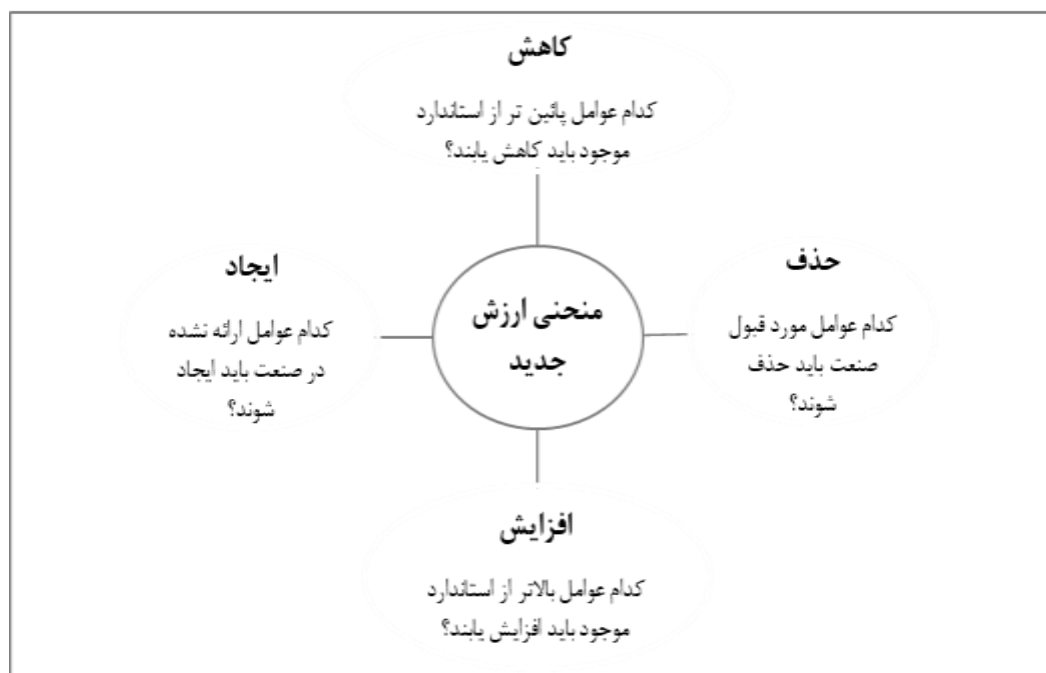 کاهش
کدام عوامل پائین تر از استاندارد
موجود باید کاهش یابند؟
حذف
کدام عوامل مورد قبول
صنعت باید حذف
شوند؟
منحنی ارزش
جدید
ایجاد
کدام عوامل ارائه نشده
در صنعت باید ایجاد
شوند؟
افزایش
کدام عوامل بالاتر از استاندارد
موجود باید افزایش یابند؟